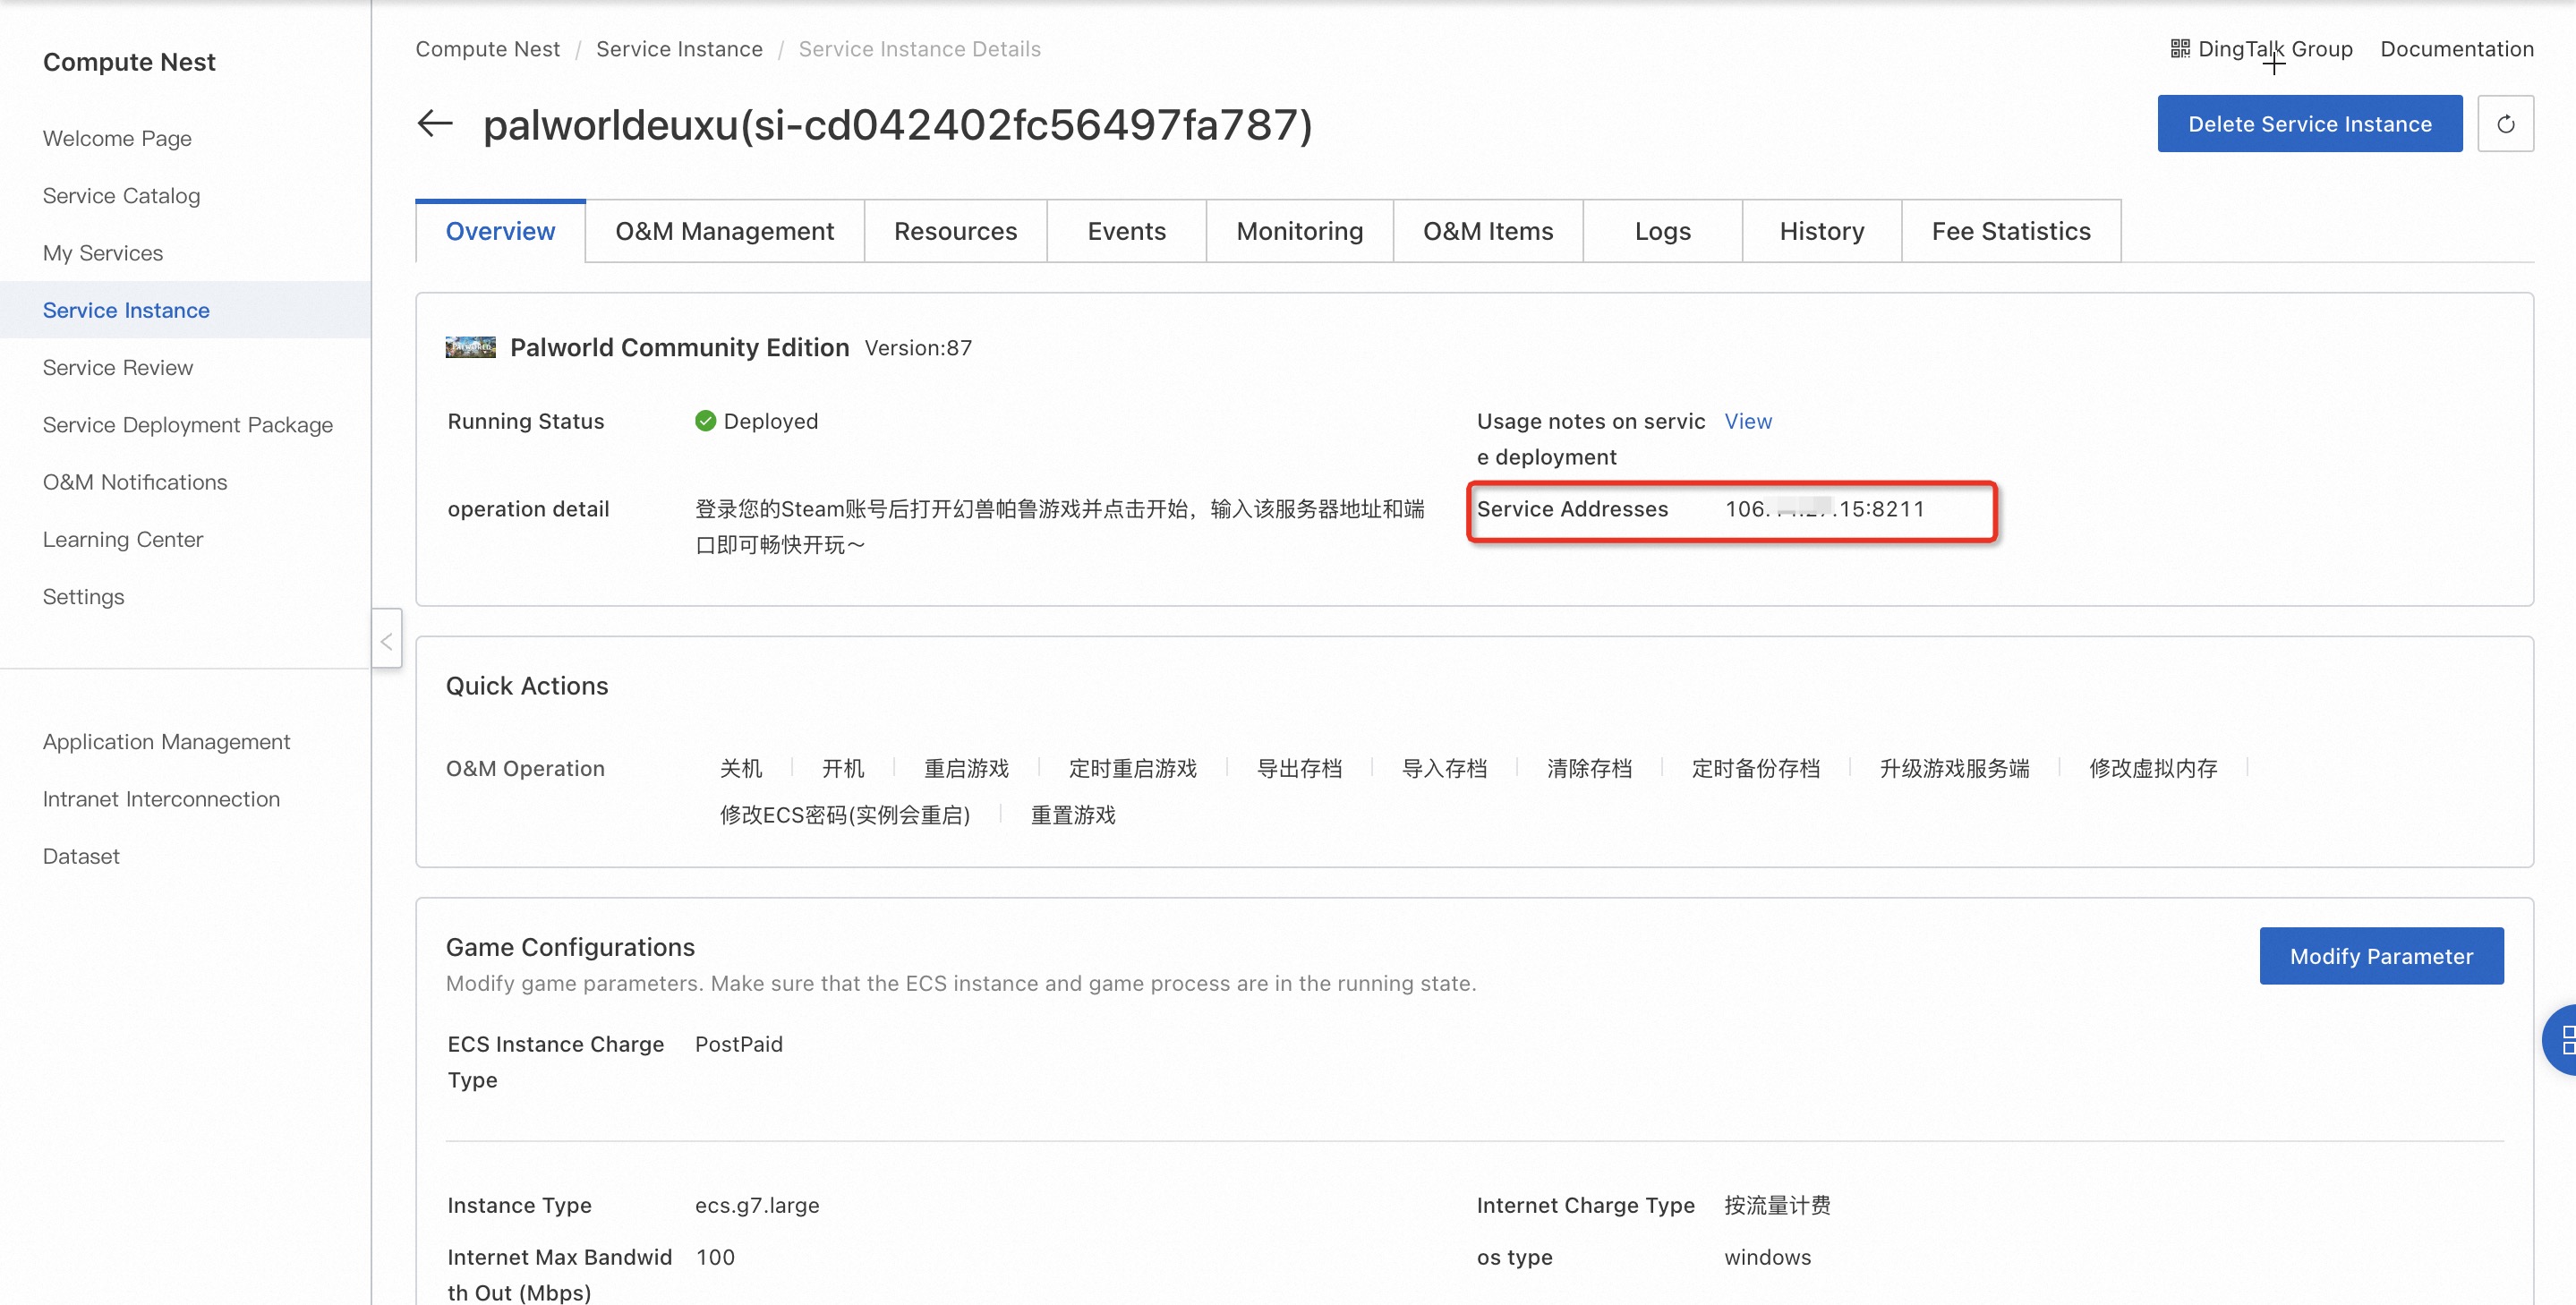 Compute Nest
Welcome Page
Service Catalog
My Services
Service Instance
Service Review
Service Deployment Package
O&M Notifications
Learning Center
Settings
Application Management
Intranet Interconnection
Dataset
Compute Nest / Service Instance / Service Instance Details
DingTalk Group Documentation
palworldeuxu(si-cd042402fc56497fa787)
Delete Service Instance
Overview O&M Management Resources Events Monitoring O&M Items Logs History Fee Statistics
Palworld Community Edition Version:87
Running Status Deployed
Usage notes on servic View
e deployment
operation detail 登录您的Steam账号后打开幻兽帕鲁游戏并点击开始，输入该服务器地址和端
口即可畅快开玩～
Service Addresses 106. .15:8211
Quick Actions
O&M Operation 关机 开机 重启游戏 定时重启游戏 导出存档 导入存档 清除存档 定时备份存档 升级游戏服务端 修改虚拟内存
修改ECS密码(实例会重启) 重置游戏
Game Configurations
Modify Parameter
Modify game parameters. Make sure that the ECS instance and game process are in the running state.
ECS Instance Charge PostPaid
Type
Instance Type ecs.g7.large
Internet Charge Type 按流量计费
Internet Max Bandwid 100
th Out (Mbps)
os type windows